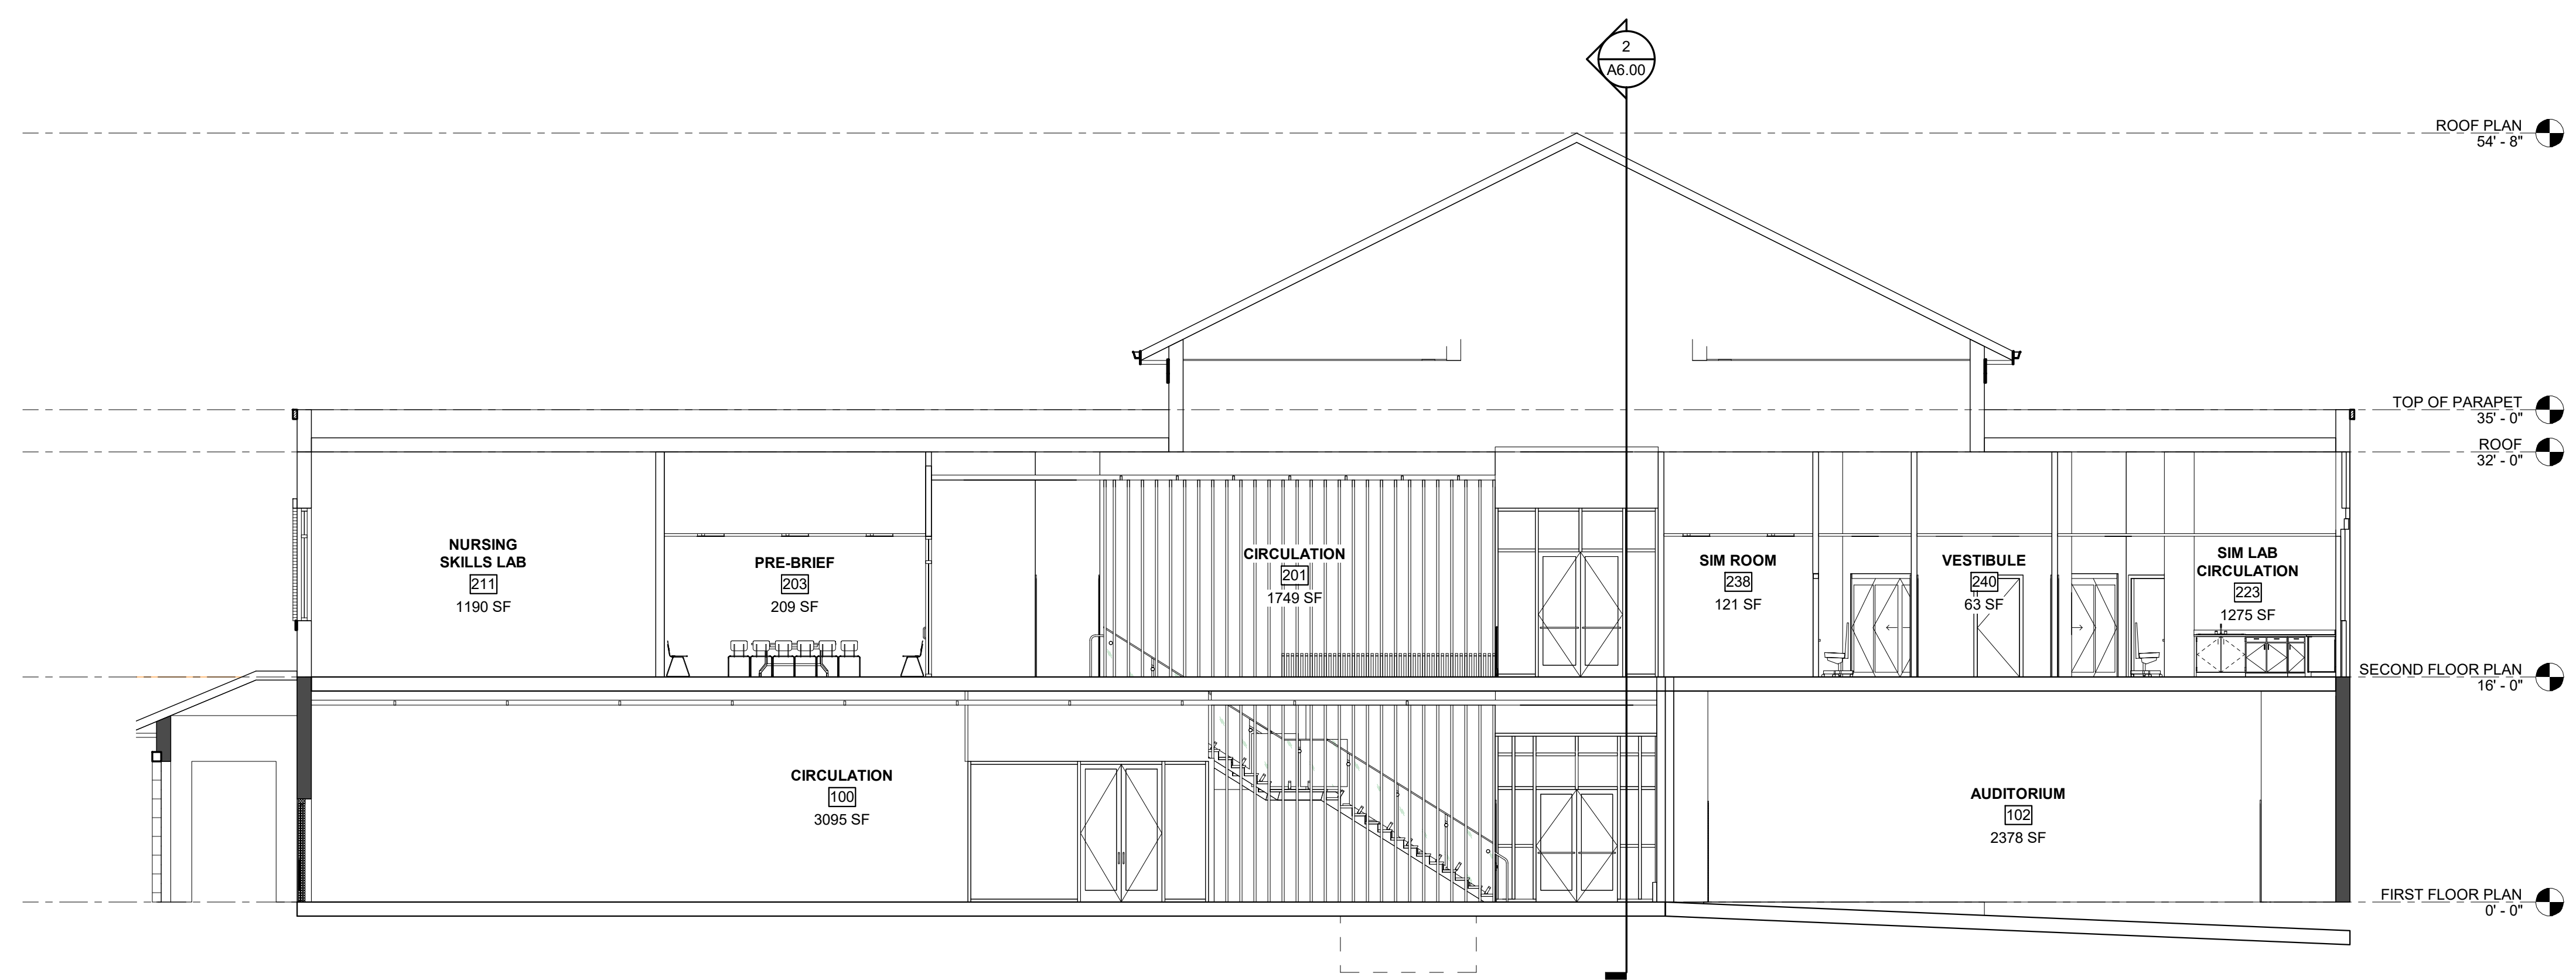 2
A6.00
ROOF PLAN
54' - 8"
TOP OF PARAPET
35' - 0"
ROOF
32' - 0"
NURSING
SKILLS LAB
211
1190 SF
PRE-BRIEF
203
209 SF
CIRCULATION
201
1749 SF
SIM ROOM
238
121 SF
VESTIBULE
240
63 SF
SIM LAB
CIRCULATION
223
1275 SF
SECOND FLOOR PLAN
16' - 0"
CIRCULATION
100
3095 SF
AUDITORIUM
102
2378 SF
FIRST FLOOR PLAN
0' - 0"